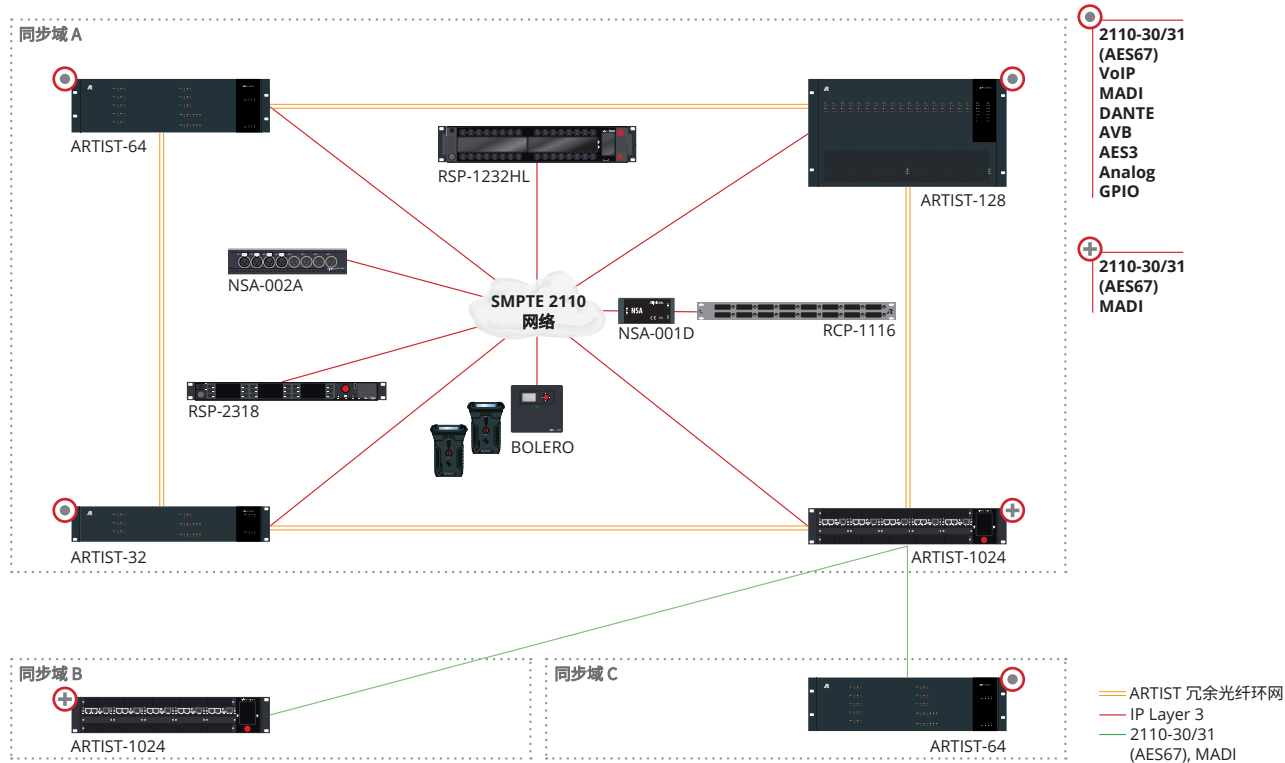 同步域 A
2110-30/31
(AES67)
VoIP
MADI
DANTE
AVB
AES3
Analog
GPIO
ARTIST-64
RSP-1232HL
ARTIST-128
2110-30/31
(AES67)
MADI
NSA-002A
SMPTE 2110
网络
NSA
NSA-001D
RCP-1116
RSP-2318
BOLERO
ARTIST-32
ARTIST-1024
同步域 B
同步域 C
ARTIST-1024
ARTIST-64
ARTIST 冗余光纤环网
IP Layer 3
2110-30/31
(AES67), MADI